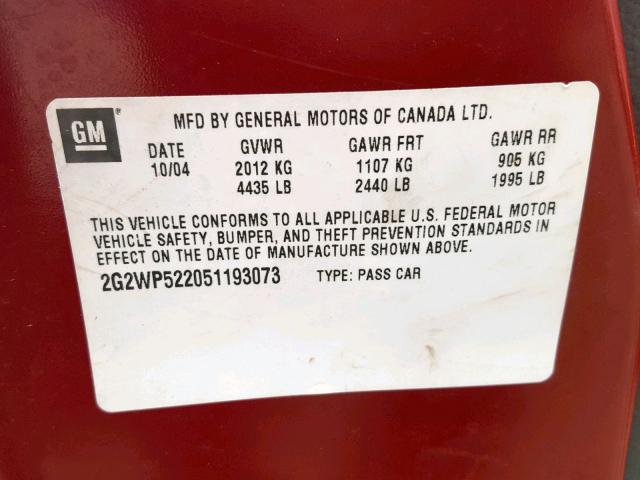 GM
MFD BY GENERAL MOTORS OF CANADA LTD.
DATE GVWR GAWR FRT GAWR RR
10/04 2012 KG 1107 KG 905 KG
4435 LB 2440 LB 1995 LB
THIS VEHICLE CONFORMS TO ALL APPLICABLE U.S. FEDERAL MOTOR
VEHICLE SAFETY, BUMPER, AND THEFT PREVENTION STANDARDS IN
EFFECT ON THE DATE OF MANUFACTURE SHOWN ABOVE.
2G2WP522051193073 TYPE: PASS CAR